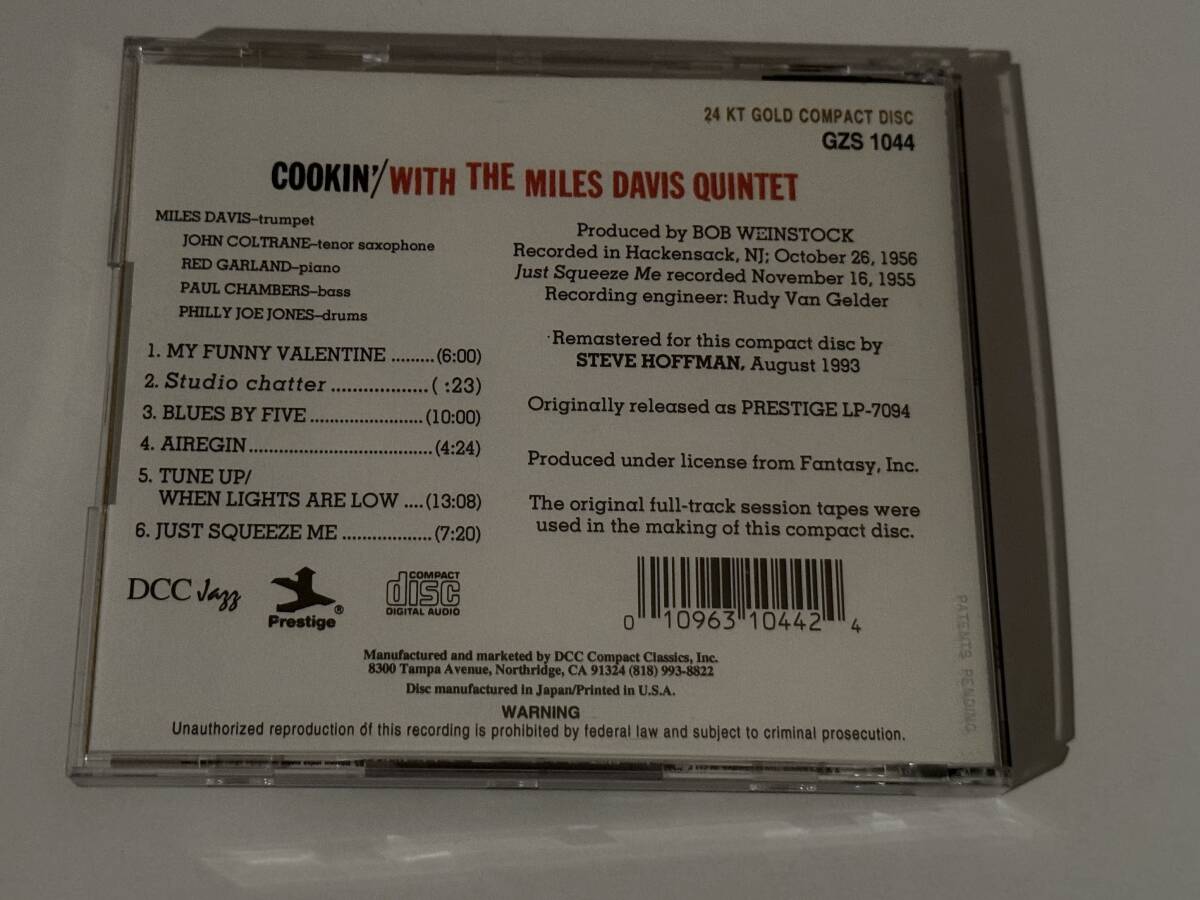 24 KT GOLD COMPACT DISC
GZS 1044
COOKIN'/WITH THE MILES DAVIS QUINTET
MILES DAVIS–trumpet
JOHN COLTRANE–tenor saxophone
RED GARLAND–piano
PAUL CHAMBERS–bass
PHILLY JOE JONES–drums
1. MY FUNNY VALENTINE .........(6:00)
2. Studio chatter ....................( :23)
3. BLUES BY FIVE .......................(10:00)
4. AIREGIN ...................................(4:24)
5. TUNE UP/
WHEN LIGHTS ARE LOW ....(13:08)
6. JUST SQUEEZE ME ..................(7:20)
Produced by BOB WEINSTOCK
Recorded in Hackensack, NJ; October 26, 1956
Just Squeeze Me recorded November 16, 1955
Recording engineer: Rudy Van Gelder
Remastered for this compact disc by
STEVE HOFFMAN, August 1993
Originally released as PRESTIGE LP-7094
Produced under license from Fantasy, Inc.
The original full-track session tapes were
used in the making of this compact disc.
DCC Jazz
Prestige®
COMPACT
disc
DIGITAL AUDIO
0 10963 10442 4
Manufactured and marketed by DCC Compact Classics, Inc.
8300 Tampa Avenue, Northridge, CA 91324 (818) 993-8822
Disc manufactured in Japan/Printed in U.S.A.
WARNING
Unauthorized reproduction of this recording is prohibited by federal law and subject to criminal prosecution.
PATENTS PENDING